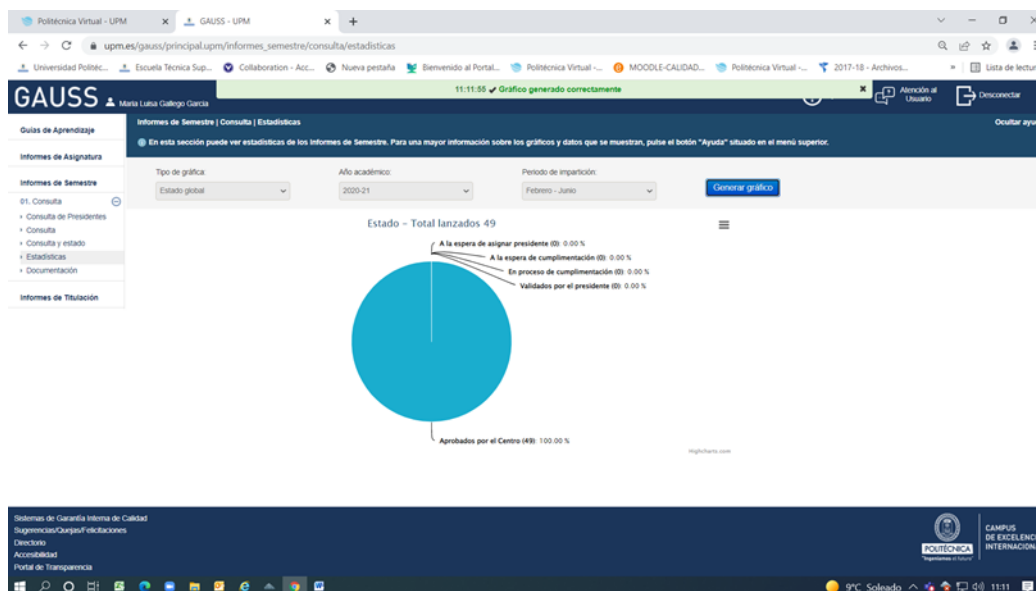 Politécnica Virtual - UPM
GAUSS - UPM
upm.es/gauss/principal.upm/informes_semestre/consulta/estadisticas
Universidad Politéc...
Escuela Técnica Sup...
Collaboration - Acc...
Nueva pestaña
Bienvenido al Portal...
Politécnica Virtual -...
MOODLE-CALIDAD...
Politécnica Virtual -...
2017-18 - Archivos...
Lista de lectur
GAUSS
Maria Luisa Gallego Garcia
11:11:55 ✔ Gráfico generado correctamente
Atención al
Usuario
Desconectar
Guías de Aprendizaje
Informes de Asignatura
Informes de Semestre
01. Consulta
Consulta de Presidentes
Consulta
Consulta y estado
Estadísticas
Documentación
Informes de Titulación
Informes de Semestre | Consulta | Estadísticas
Ocultar ayu
En esta sección puede ver estadísticas de los Informes de Semestre. Para una mayor información sobre los gráficos y datos que se muestran, pulse el botón "Ayuda" situado en el menú superior.
Tipo de gráfica:
Estado global
Año académico:
2020-21
Periodo de impartición:
Febrero - Junio
Generar gráfico
Estado - Total lanzados 49
A la espera de asignar presidente (0): 0.00 %
A la espera de cumplimentación (0): 0.00 %
En proceso de cumplimentación (0): 0.00 %
Validados por el presidente (0): 0.00 %
Aprobados por el Centro (49): 100.00 %
Highcharts.com
Sistemas de Garantía Interna de Calidad
Sugerencias/Quejas/Felicitaciones
Directorio
Accesibilidad
Portal de Transparencia
POLITÉCNICA
"Ingeniamos el futuro"
CAMPUS
DE EXCELENC
INTERNACION
9°C Soleado
11:11